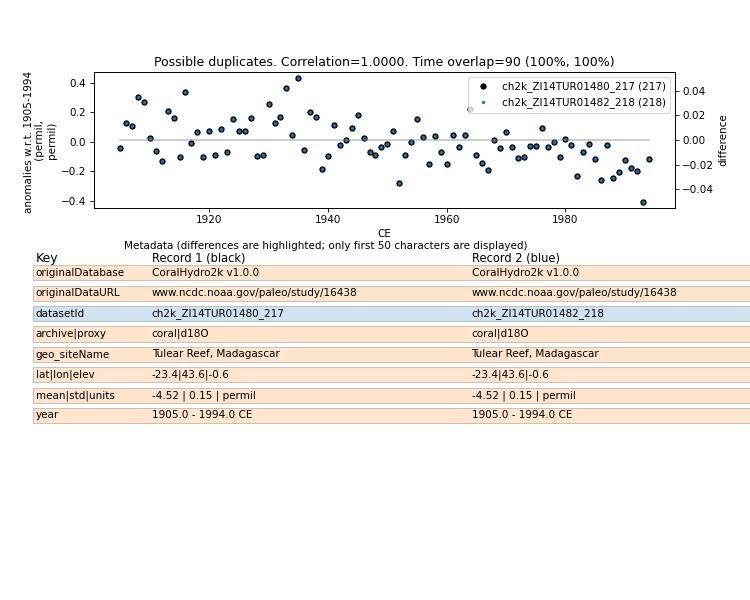 Possible duplicates. Correlation=1.0000. Time overlap=90 (100%, 100%)
anomalies w.r.t. 1905-1994
(permil,
permil)
0.4
0.2
0.0
−0.2
−0.4
ch2k_ZI14TUR01480_217 (217)
ch2k_ZI14TUR01482_218 (218)
0.04
0.02
0.00
−0.02
−0.04
difference
1920
1940
1960
1980
CE
Metadata (differences are highlighted; only first 50 characters are displayed)
Key Record 1 (black) Record 2 (blue)
originalDatabase CoralHydro2k v1.0.0 CoralHydro2k v1.0.0
originalDataURL www.ncdc.noaa.gov/paleo/study/16438 www.ncdc.noaa.gov/paleo/study/16438
datasetId ch2k_ZI14TUR01480_217 ch2k_ZI14TUR01482_218
archive|proxy coral|d18O coral|d18O
geo_siteName Tulear Reef, Madagascar Tulear Reef, Madagascar
lat|lon|elev -23.4|43.6|-0.6 -23.4|43.6|-0.6
mean|std|units -4.52 | 0.15 | permil -4.52 | 0.15 | permil
year 1905.0 - 1994.0 CE 1905.0 - 1994.0 CE